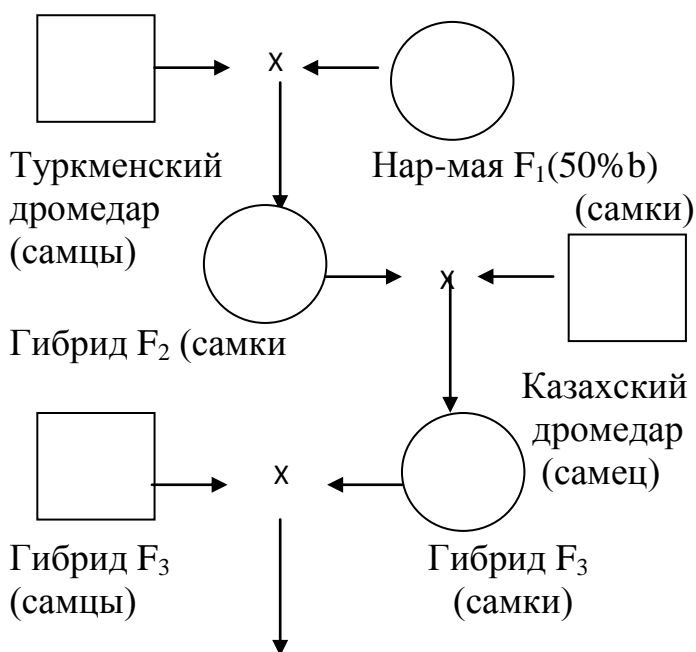 x
Туркменский
дромедар
(самцы)
Нар-мая F₁(50%b)
(самки)
x
Гибрид F₂ (самки
Казахский
дромедар
(самец)
x
Гибрид F₃
(самцы)
Гибрид F₃
(самки)